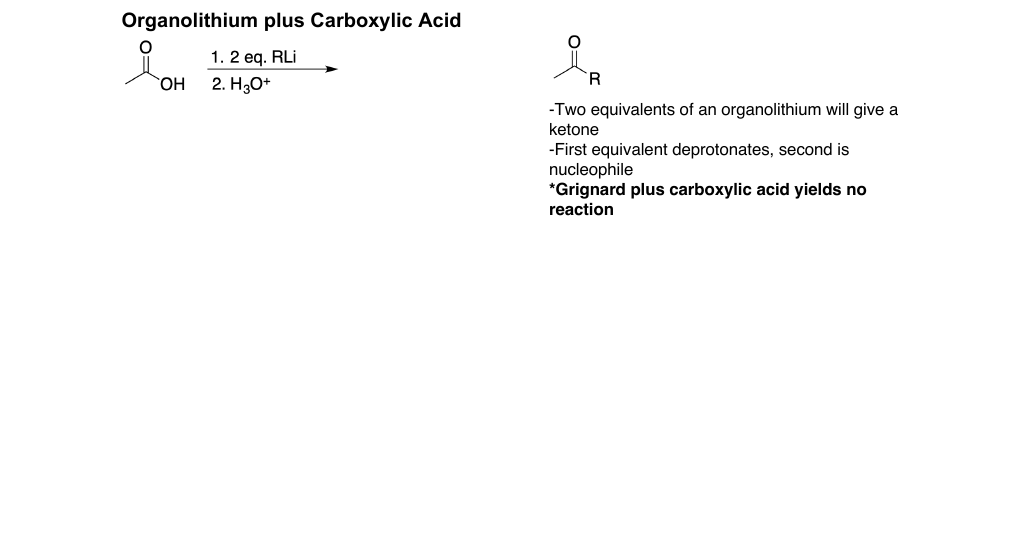 Organolithium plus Carboxylic Acid
O
OH
1. 2 eq. RLi
2. H₃O⁺
O
R
-Two equivalents of an organolithium will give a
ketone
-First equivalent deprotonates, second is
nucleophile
*Grignard plus carboxylic acid yields no
reaction